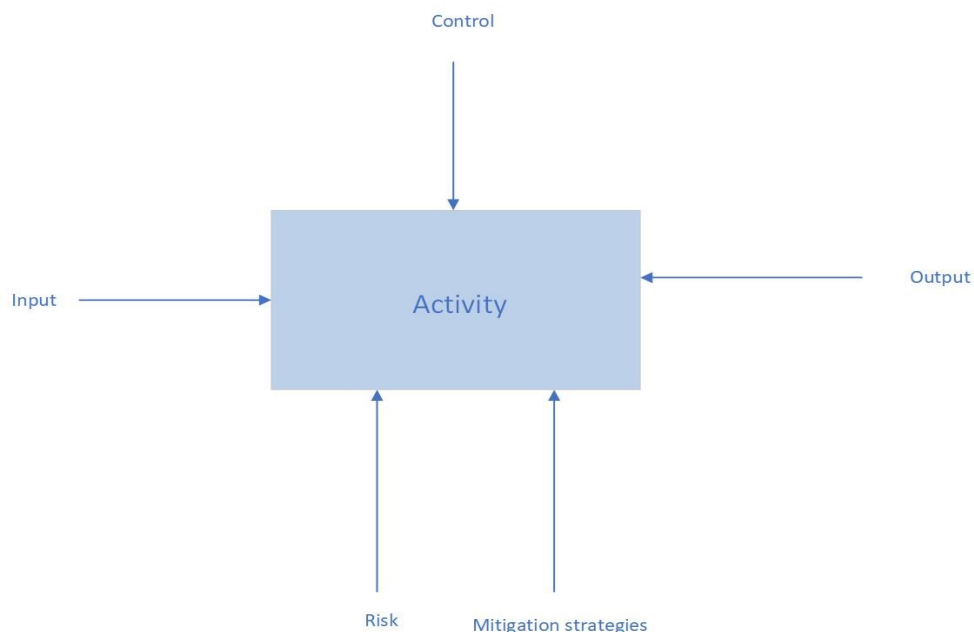 Control
Input
Activity
Output
Risk
Mitigation strategies